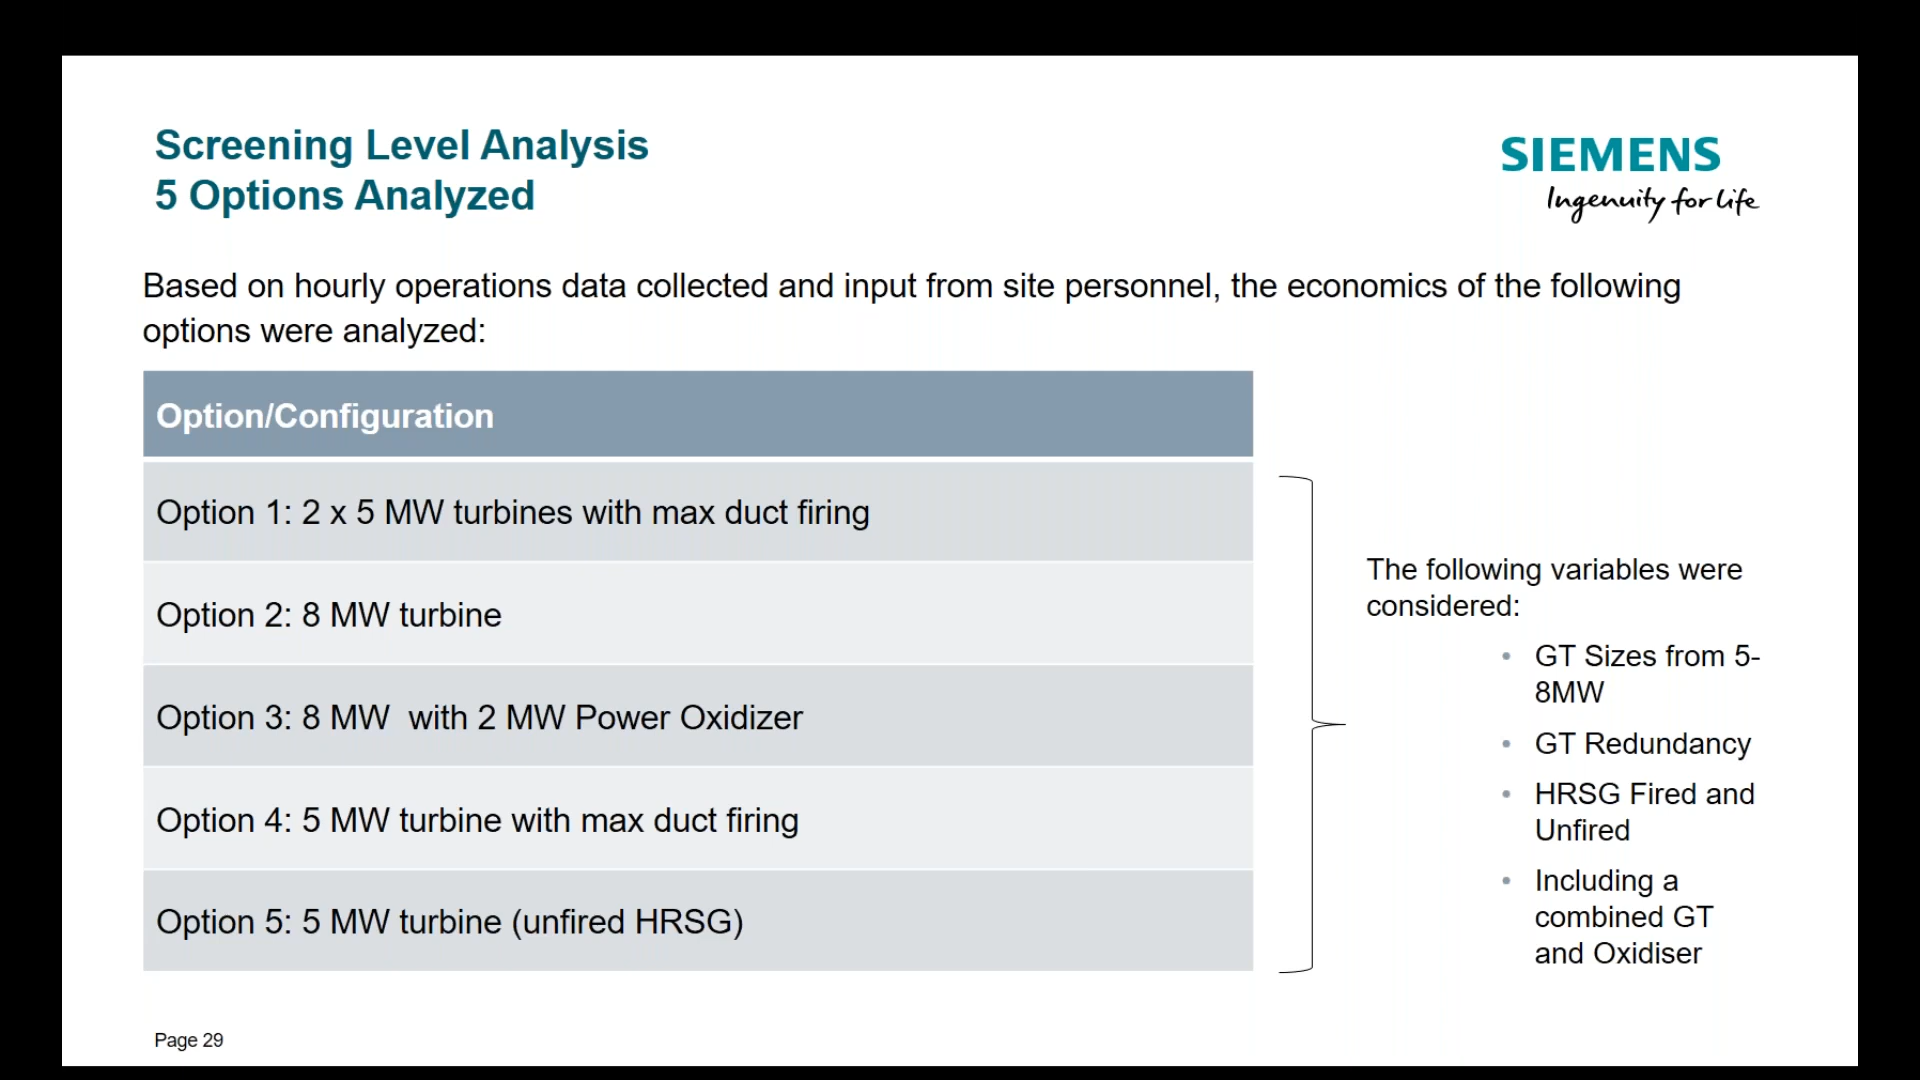 Screening Level Analysis
5 Options Analyzed
SIEMENS
Ingenuity for life
Based on hourly operations data collected and input from site personnel, the economics of the following
options were analyzed:
Option/Configuration
Option 1: 2 x 5 MW turbines with max duct firing
Option 2: 8 MW turbine
Option 3: 8 MW  with 2 MW Power Oxidizer
Option 4: 5 MW turbine with max duct firing
Option 5: 5 MW turbine (unfired HRSG)
The following variables were
considered:
• GT Sizes from 5-
8MW
• GT Redundancy
• HRSG Fired and
Unfired
• Including a
combined GT
and Oxidiser
Page 29